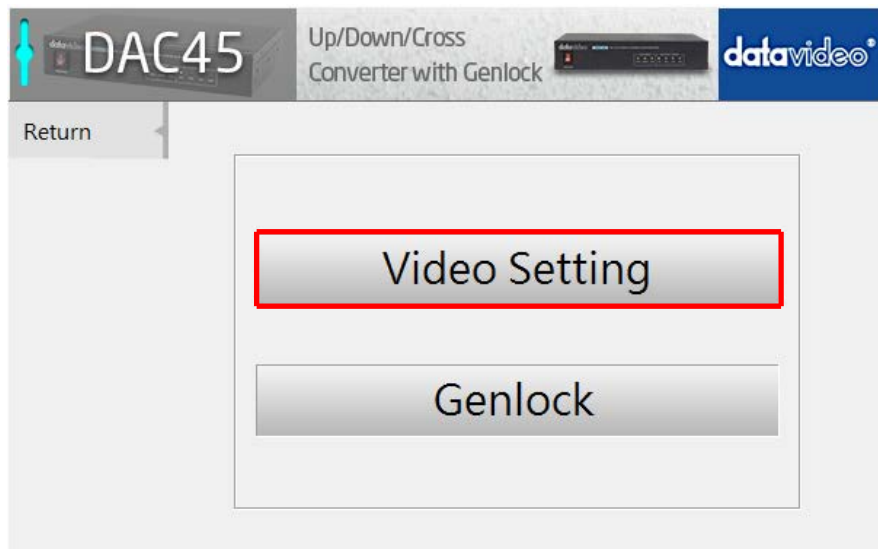 DAC45
Up/Down/Cross
Converter with Genlock
datavideo®
Return
Video Setting
Genlock